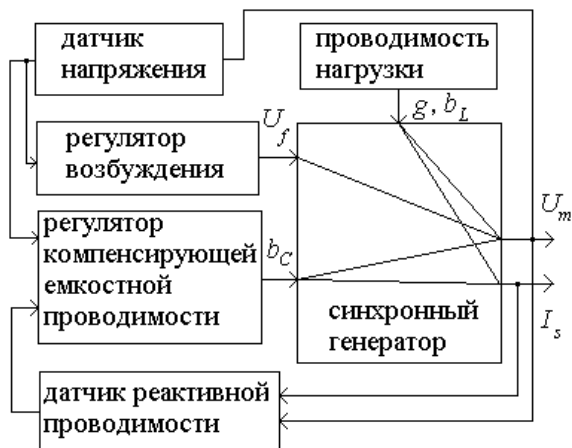 датчик
напряжения
проводимость
нагрузки
g, b_L
U_f
регулятор
возбуждения
U_m
регулятор
компенсирующей
емкостной
проводимости
b_C
синхронный
генератор
I_s
датчик реактивной
проводимости